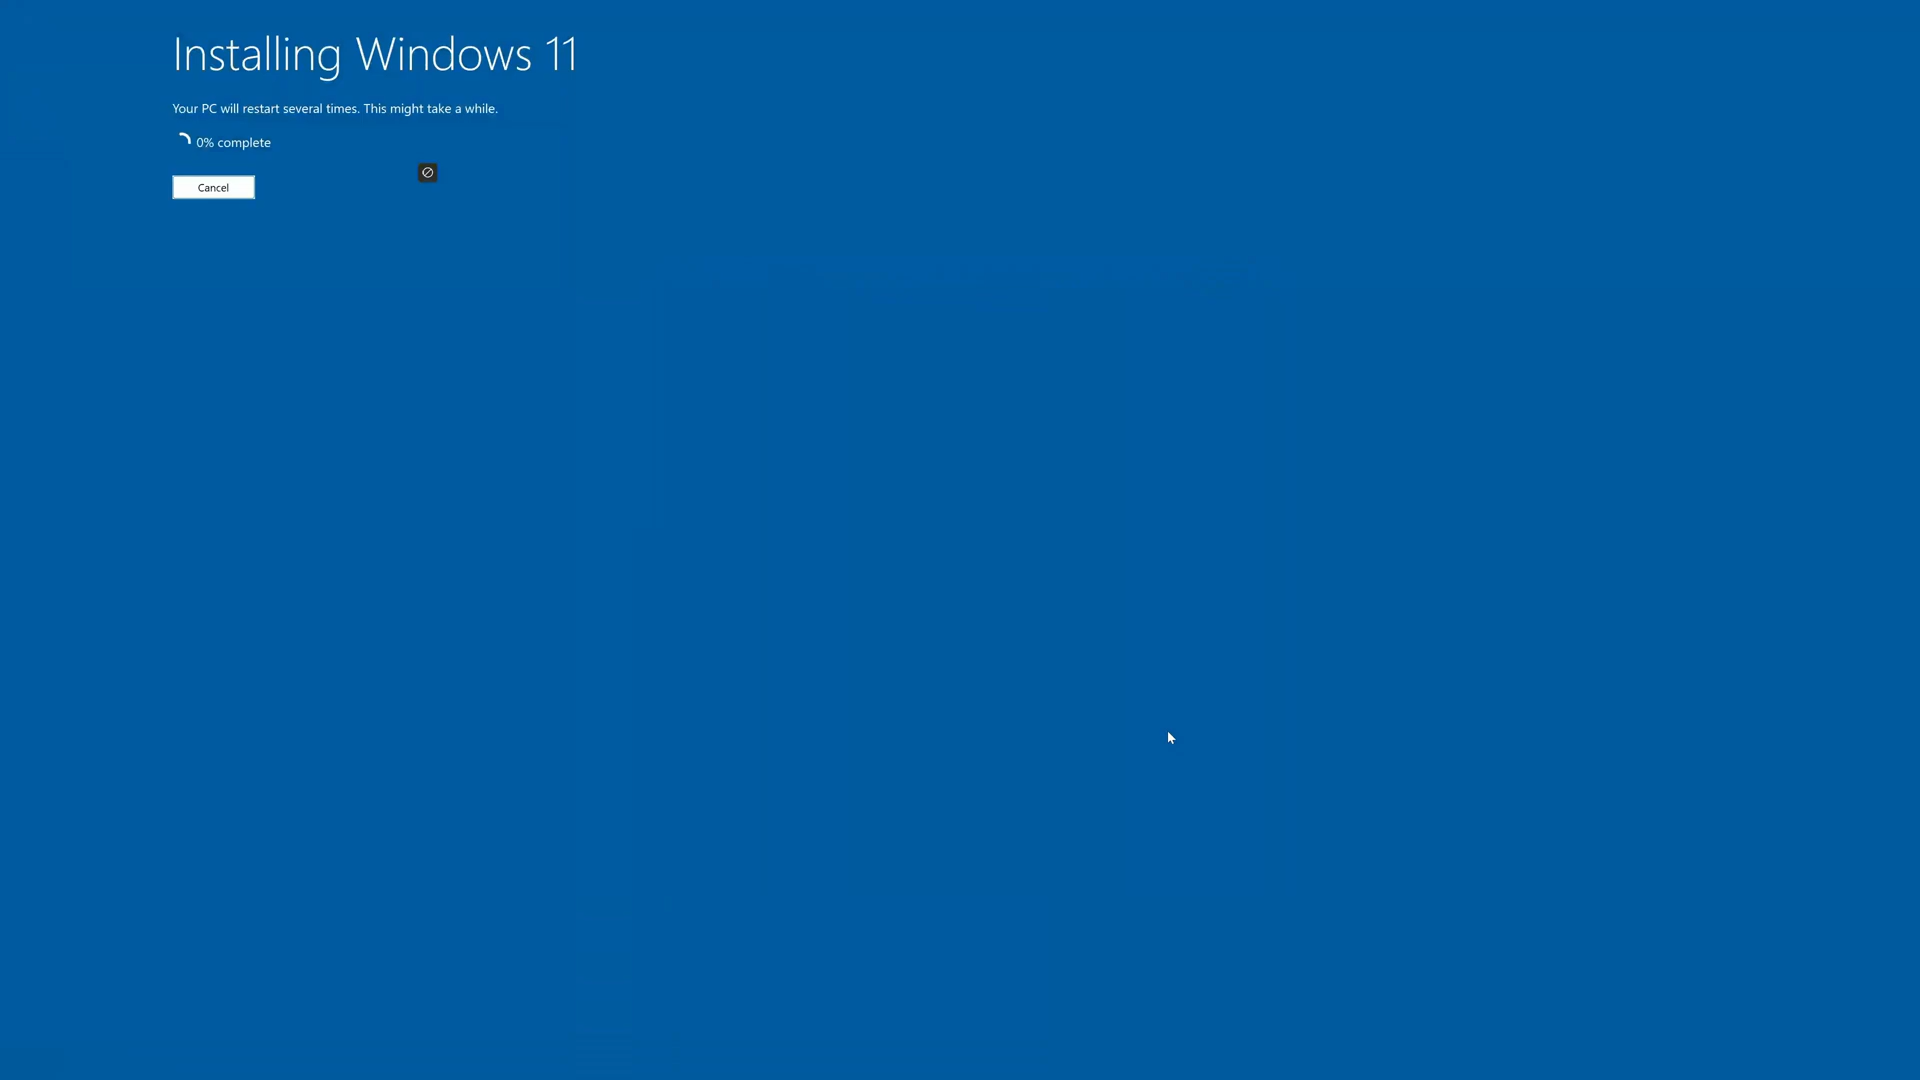 Installing Windows 11
Your PC will restart several times. This might take a while.
0% complete
Cancel